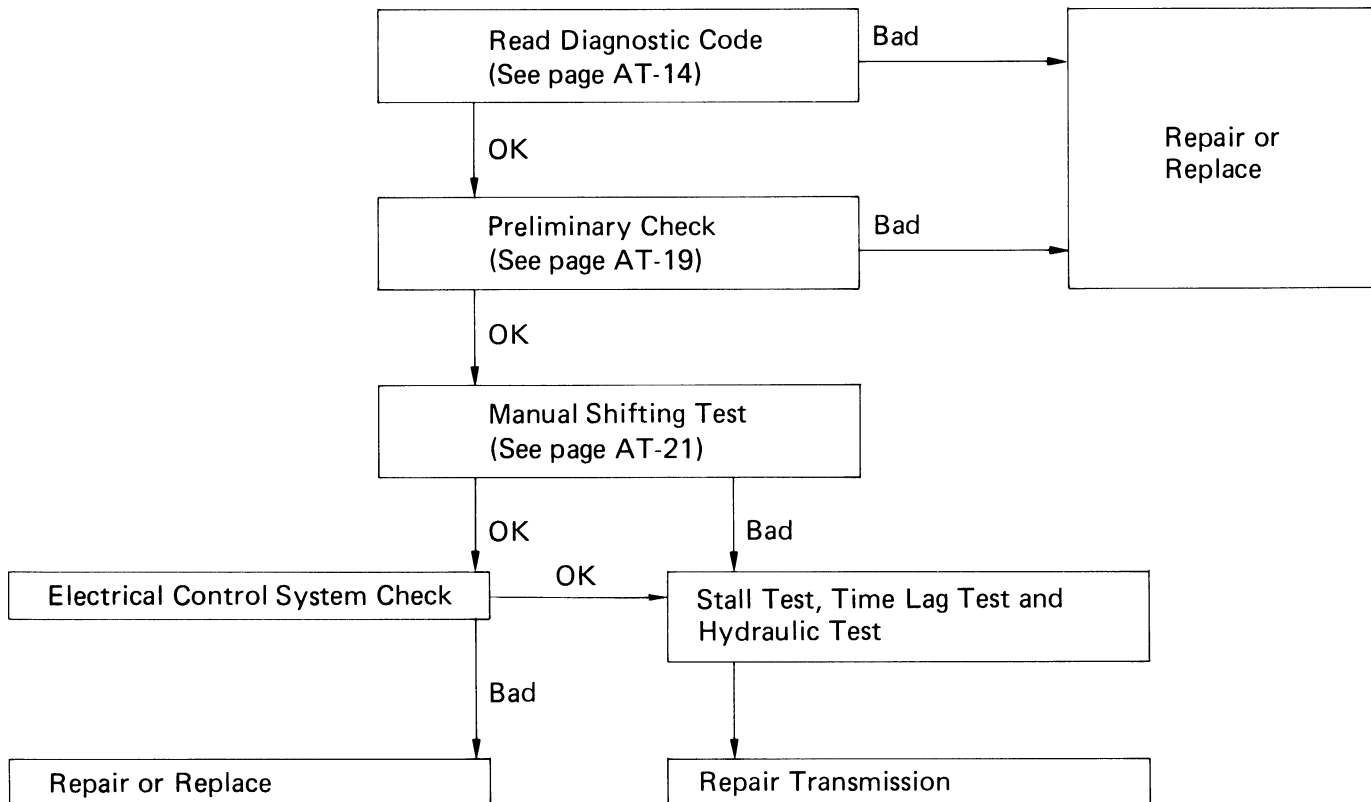 Read Diagnostic Code
(See page AT-14)
Bad
Repair or
Replace
OK
Preliminary Check
(See page AT-19)
Bad
OK
Manual Shifting Test
(See page AT-21)
OK
Bad
Electrical Control System Check
OK
Stall Test, Time Lag Test and
Hydraulic Test
Bad
Repair or Replace
Repair Transmission